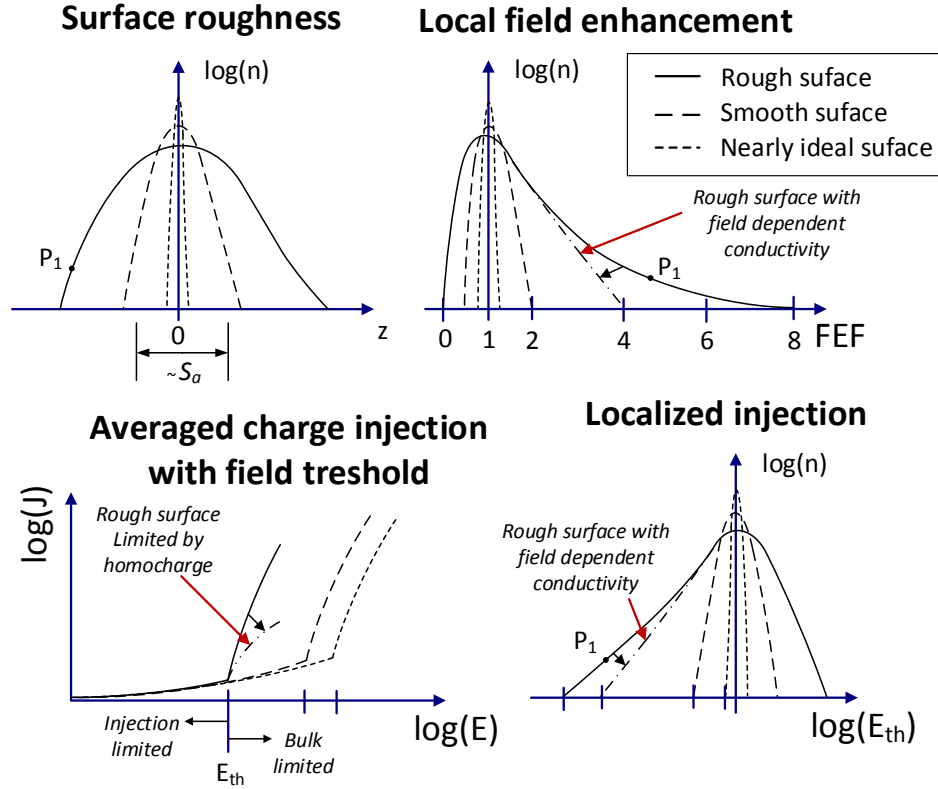 Surface roughness
log(n)
P1
0
z
~Sa
Local field enhancement
log(n)
Rough suface
Smooth suface
Nearly ideal suface
Rough surface with
field dependent
conductivity
P1
0 1 2 4 6 8 FEF
Averaged charge injection
with field treshold
log(J)
Rough surface
Limited by
homocharge
Injection
limited
Eth
Bulk
limited
log(E)
Localized injection
log(n)
Rough surface with
field dependent
conductivity
P1
log(Eth)